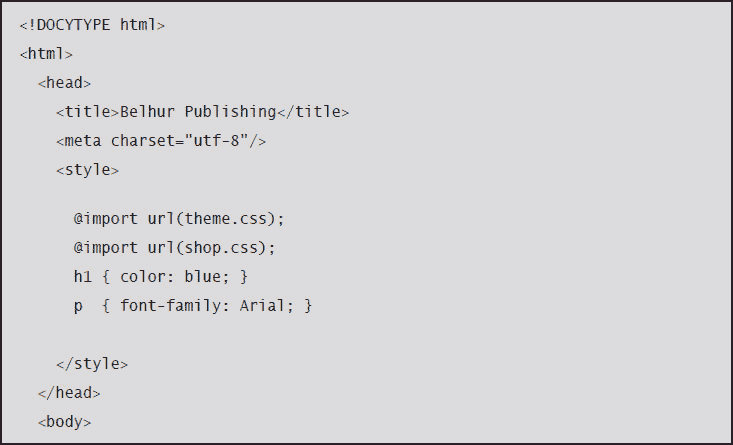 <!DOCYTYPE html>
<html>
<head>
<title>Belhur Publishing</title>
<meta charset="utf-8"/>
<style>
@import url(theme.css);
@import url(shop.css);
h1 { color: blue; }
p  { font-family: Arial; }
</style>
</head>
<body>